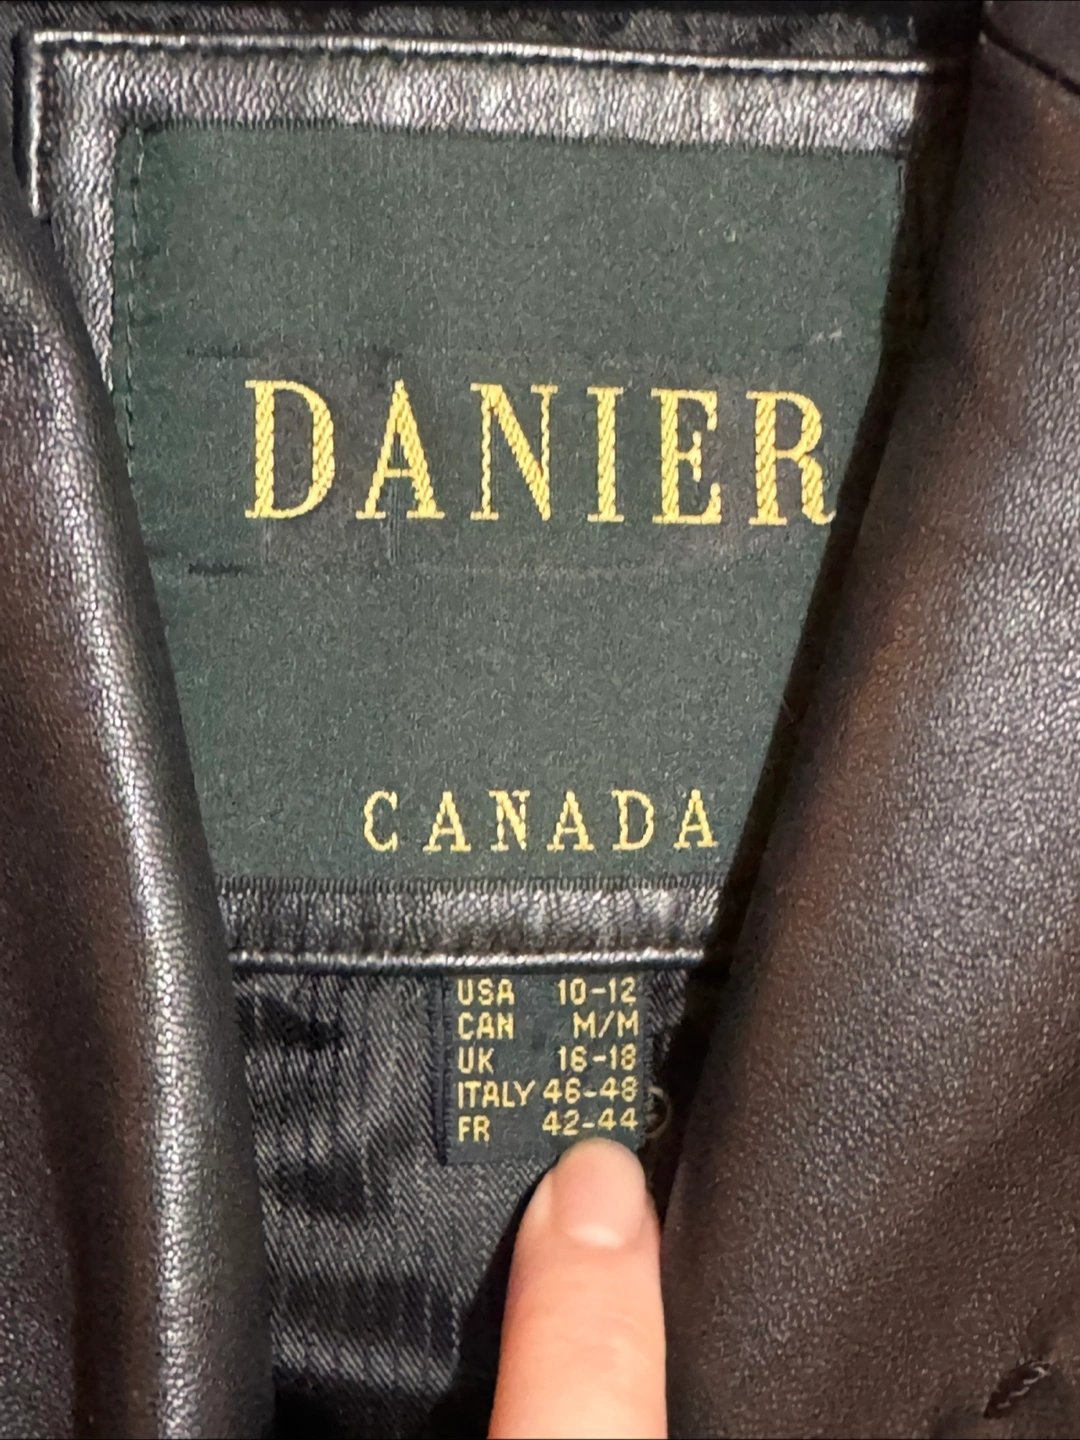 DANIER
CANADA
USA 10-12
CAN M/M
UK 16-18
ITALY 46-48
FR 42-44